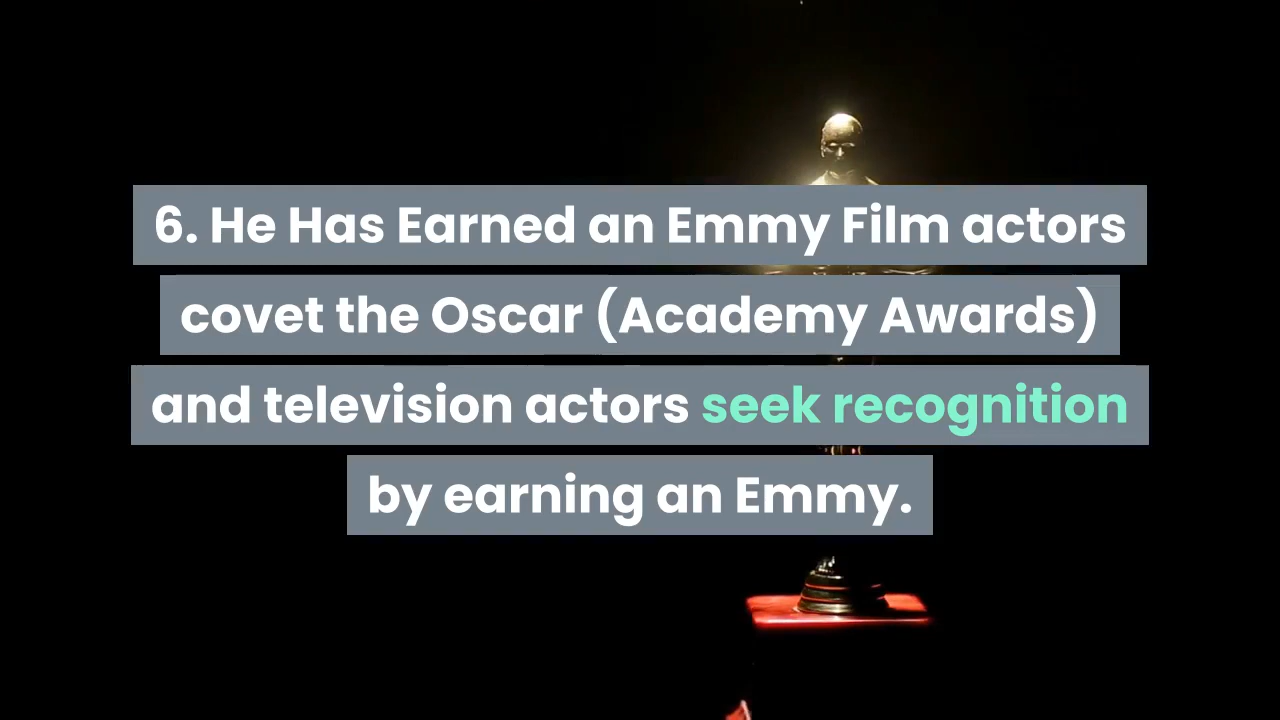 6. He Has Earned an Emmy Film actors
covet the Oscar (Academy Awards)
and television actors seek recognition
by earning an Emmy.